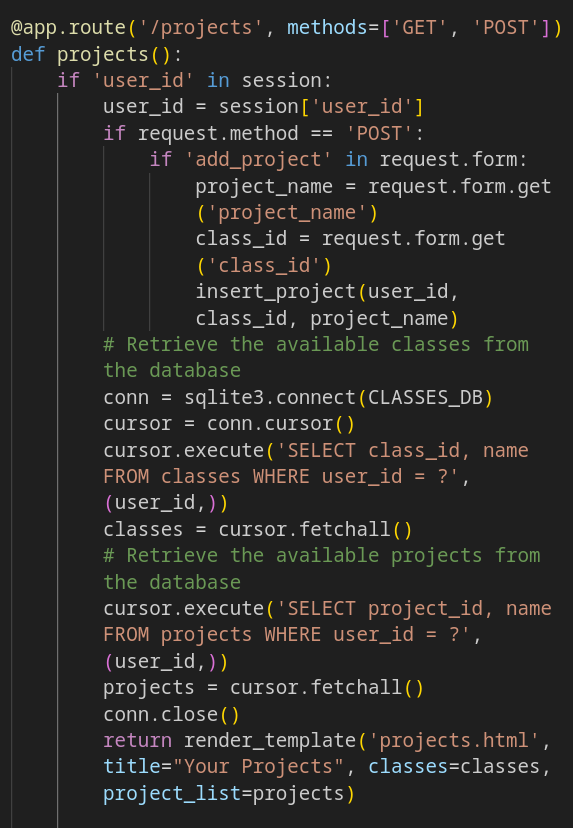 @app.route('/projects', methods=['GET', 'POST'])
def projects():
if 'user_id' in session:
user_id = session['user_id']
if request.method == 'POST':
if 'add_project' in request.form:
project_name = request.form.get
('project_name')
class_id = request.form.get
('class_id')
insert_project(user_id,
class_id, project_name)
# Retrieve the available classes from
the database
conn = sqlite3.connect(CLASSES_DB)
cursor = conn.cursor()
cursor.execute('SELECT class_id, name
FROM classes WHERE user_id = ?',
(user_id,))
classes = cursor.fetchall()
# Retrieve the available projects from
the database
cursor.execute('SELECT project_id, name
FROM projects WHERE user_id = ?',
(user_id,))
projects = cursor.fetchall()
conn.close()
return render_template('projects.html',
title="Your Projects", classes=classes,
project_list=projects)